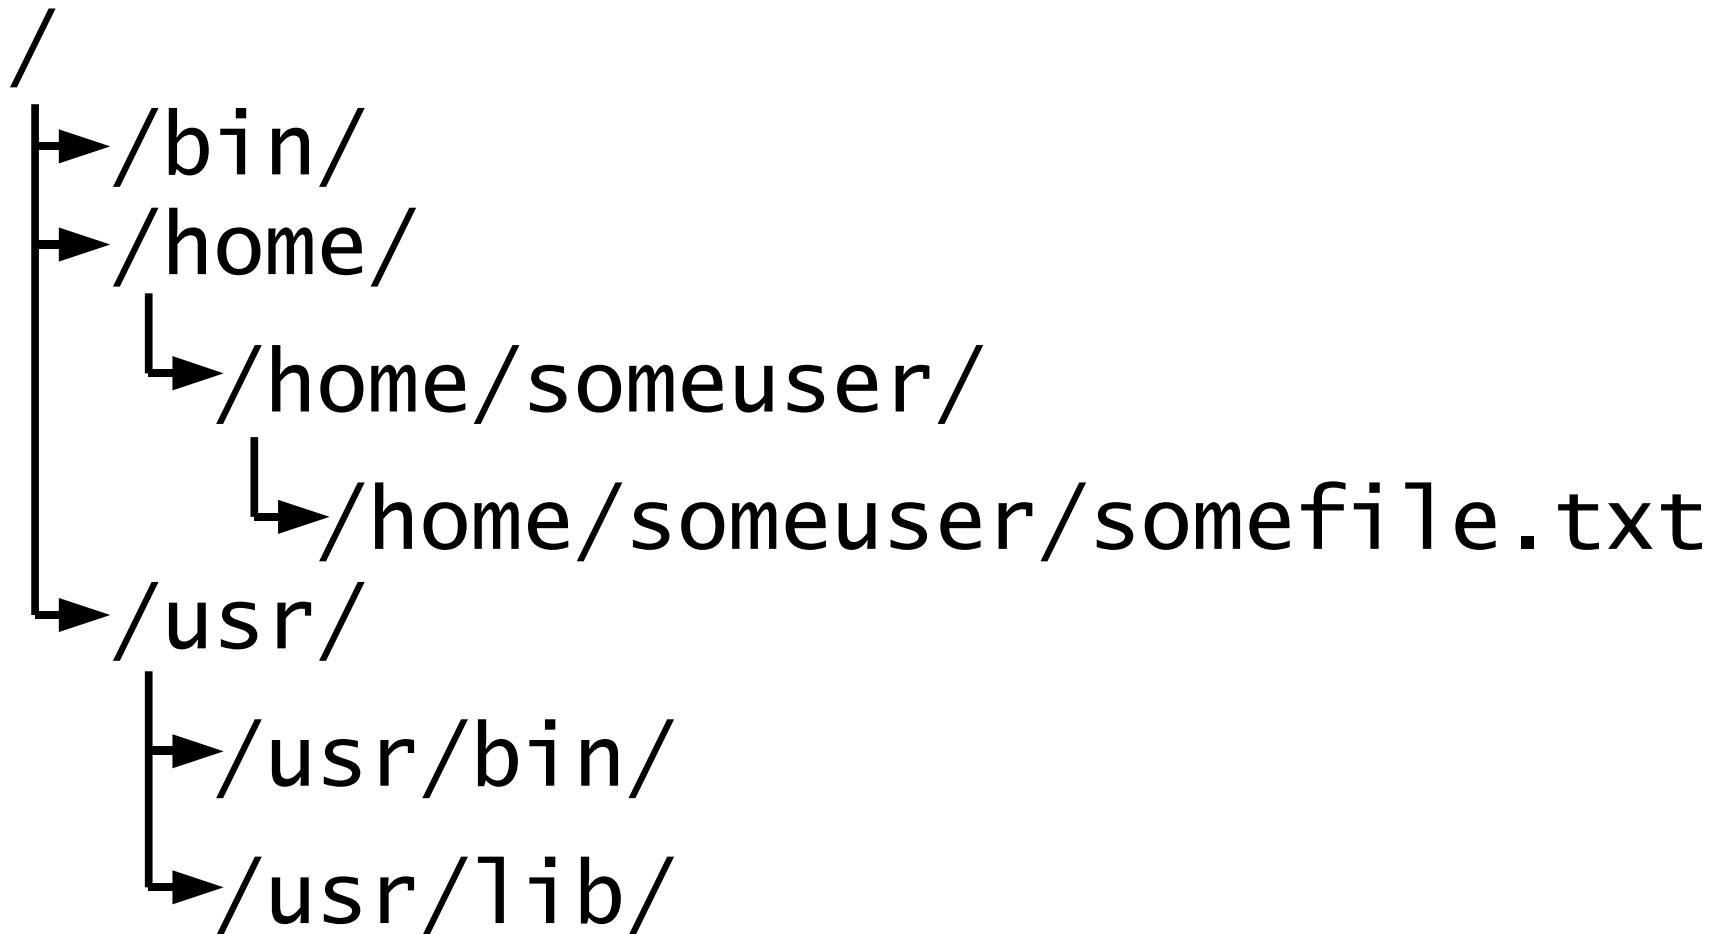 /
/bin/
/home/
/home/someuser/
/home/someuser/somefile.txt
/usr/
/usr/bin/
/usr/lib/